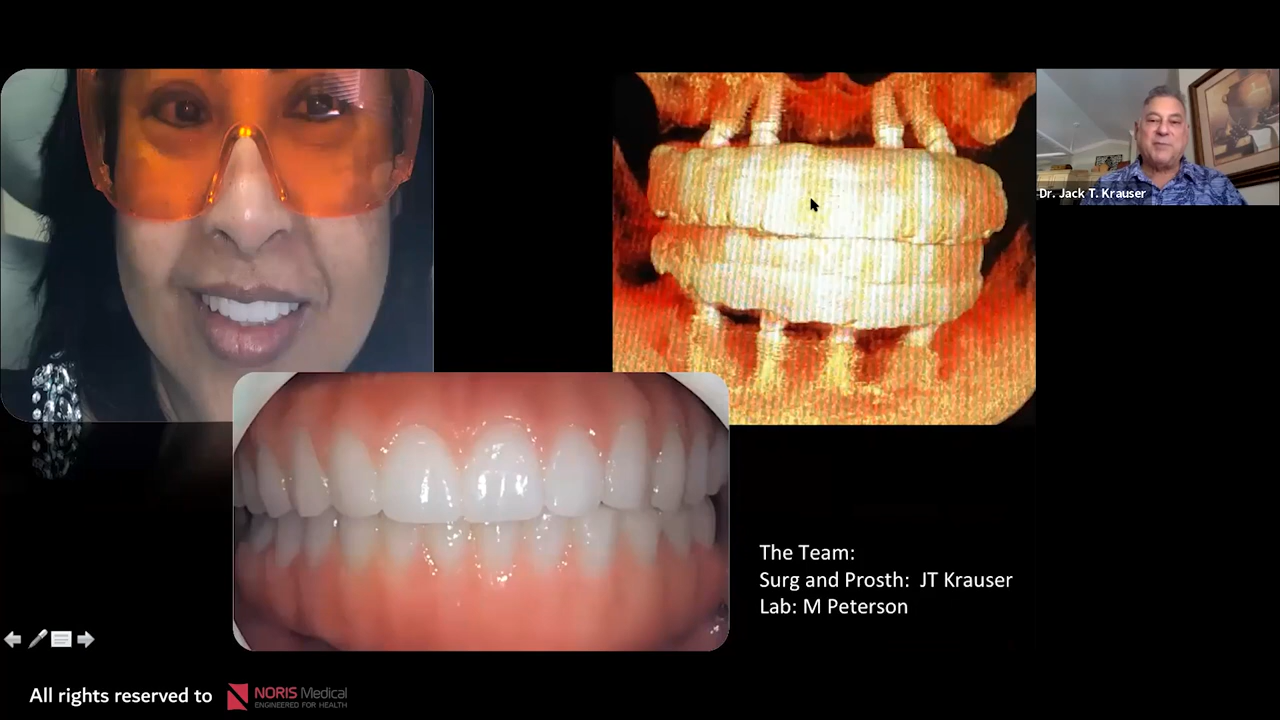 Dr. Jack T. Krauser
The Team:
Surg and Prosth: JT Krauser
Lab: M Peterson
All rights reserved to
NORIS Medical
ENGINEERED FOR HEALTH